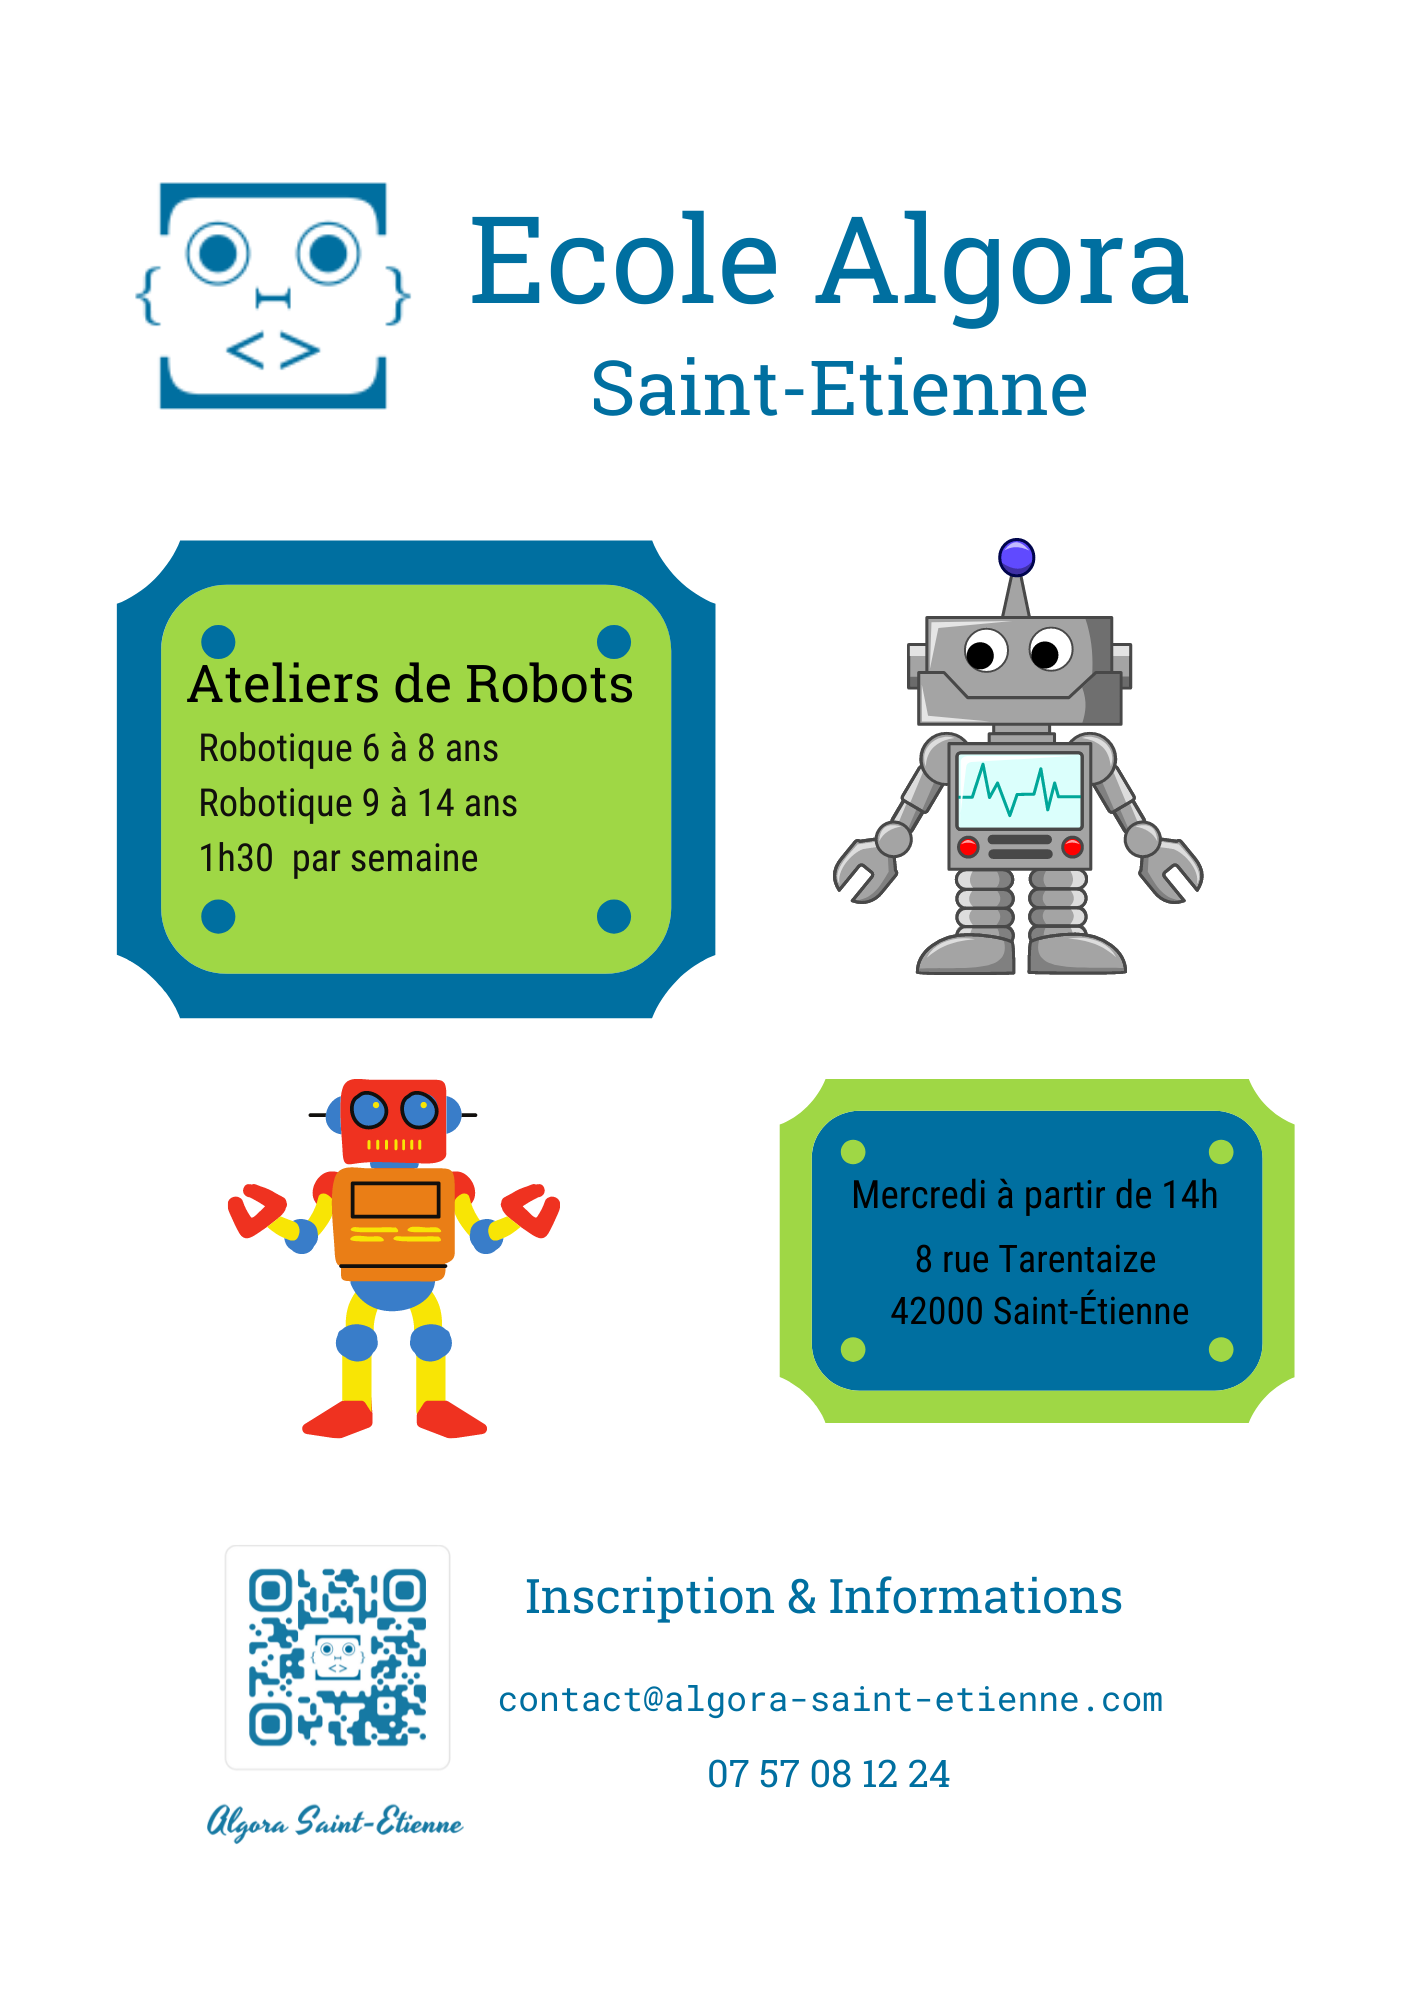 Ecole Algora
Saint-Etienne
Ateliers de Robots
Robotique 6 à 8 ans
Robotique 9 à 14 ans
1h30  par semaine
Mercredi à partir de 14h
8 rue Tarentaize
42000 Saint-Étienne
Inscription & Informations
contact@algora-saint-etienne.com
07 57 08 12 24
Algora Saint-Etienne